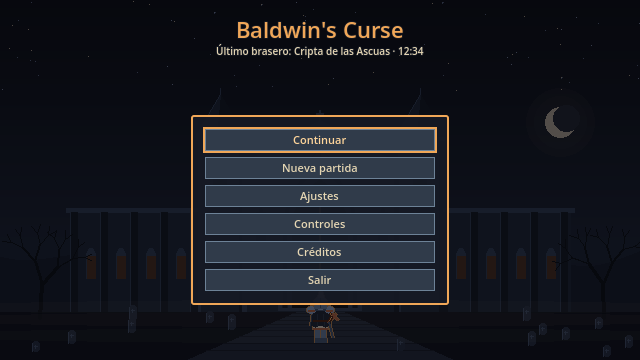 Baldwin's Curse
Último brasero: Cripta de las Ascuas · 12:34
Continuar
Nueva partida
Ajustes
Controles
Créditos
Salir